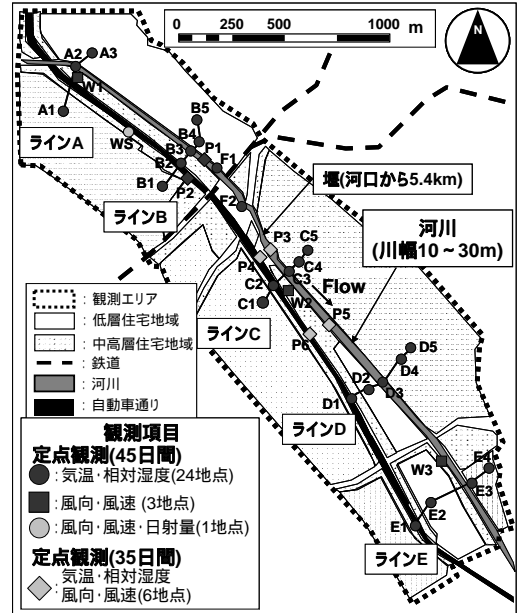 0 250 500 1000 m
N
A2 A3
W1
A1
ラインA
WS
B5
B4
B3 P1
F1
B2
B1 P2
ラインB
F2
堰(河口から5.4km)
河川
(川幅10～30m)
P3
C5
P4
C4
C3
Flow
C2
W2
C1
P5
ラインC
P6
D5
D4
D2
D3
D1
ラインD
W3
E4
E3
E2
E1
ラインE
:観測エリア
:低層住宅地域
:中高層住宅地域
:鉄道
:河川
:自動車通り
観測項目
定点観測(45日間)
:気温・相対湿度(24地点)
:風向・風速 (3地点)
:風向・風速・日射量(1地点)
定点観測(35日間)
:気温・相対湿度
風向・風速(6地点)